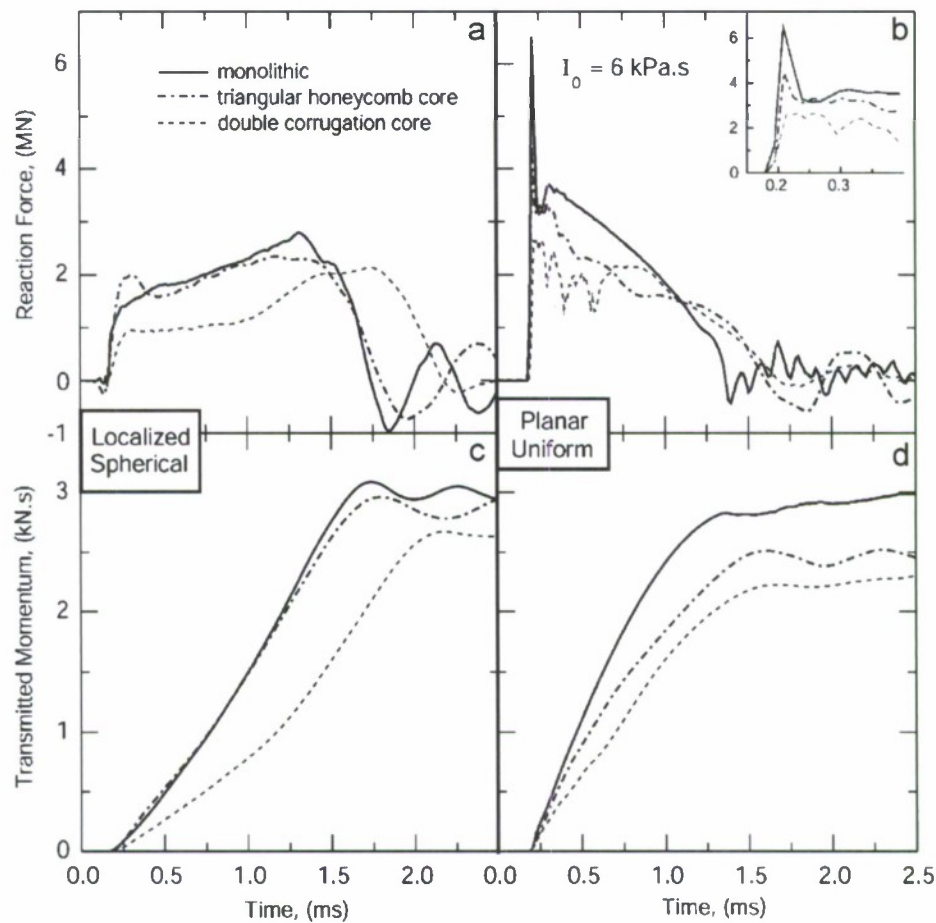 a
b
6
4
2
0
-1
Reaction Force, (MN)
monolithic
triangular honeycomb core
double corrugation core
I0 = 6 kPa.s
6
4
2
0
0.2
0.3
Localized
Spherical
Planar
Uniform
c
d
3
2
1
0
Transmitted Momentum, (kN.s)
0.0
0.5
1.0
1.5
2.0
0.0
0.5
1.0
1.5
2.0
2.5
Time, (ms)
Time, (ms)